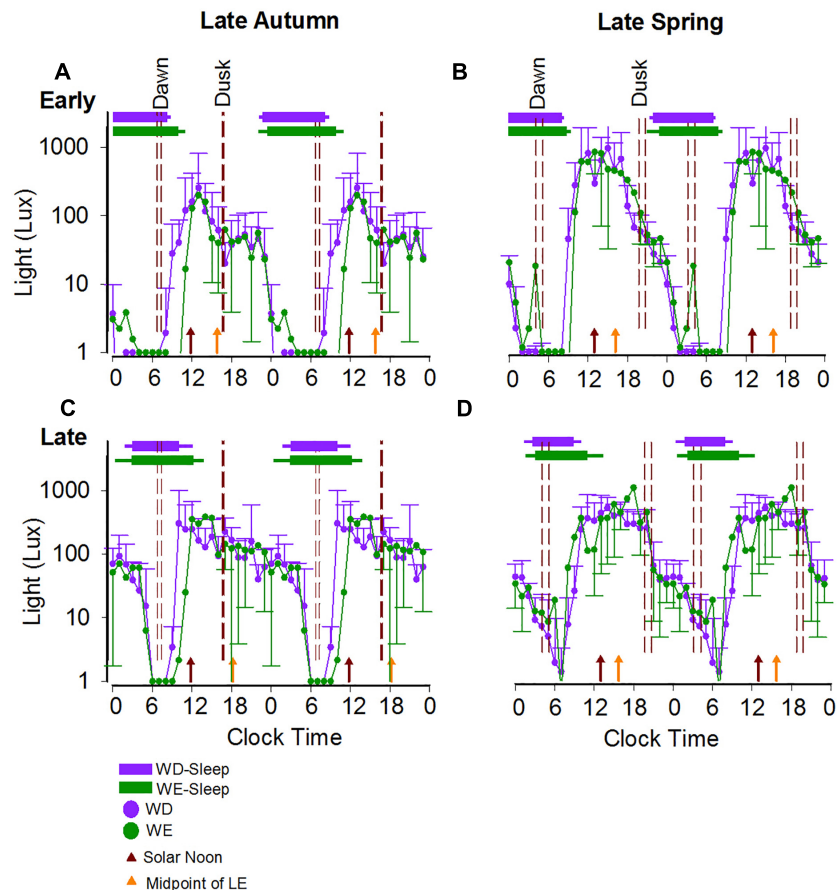 Late Autumn Late Spring
A B
Dawn Dusk Dawn Dusk
Early
1000
100
10
1
Light (Lux)
0 6 12 18 0 6 12 18 0
0 6 12 18 0 6 12 18 0
C D
Late
1000
100
10
1
Light (Lux)
0 6 12 18 0 6 12 18 0
0 6 12 18 0 6 12 18 0
Clock Time Clock Time
WD-Sleep
WE-Sleep
WD
WE
Solar Noon
Midpoint of LE